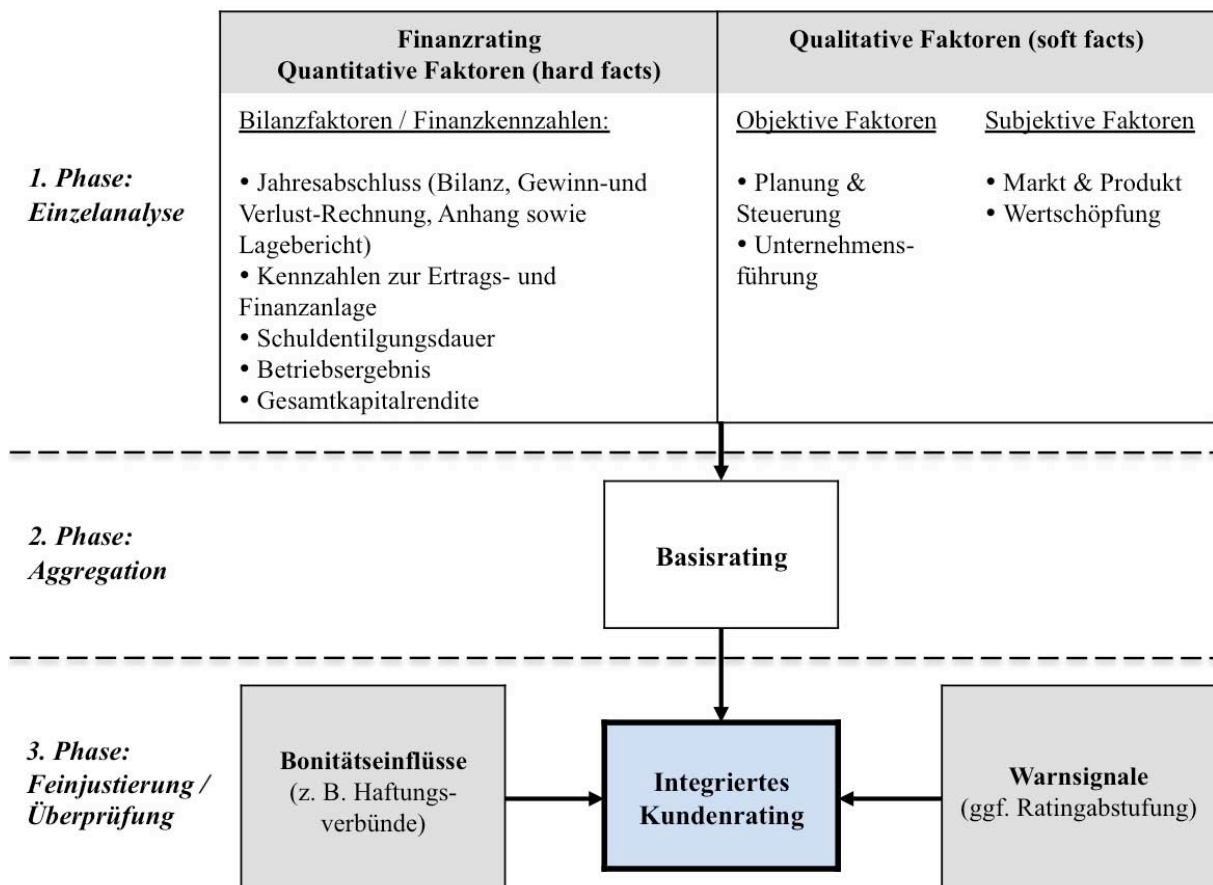 Finanzrating
Quantitative Faktoren (hard facts)
Qualitative Faktoren (soft facts)
1. Phase:
Einzelanalyse
Bilanzfaktoren / Finanzkennzahlen:
• Jahresabschluss (Bilanz, Gewinn-und
Verlust-Rechnung, Anhang sowie
Lagebericht)
• Kennzahlen zur Ertrags- und
Finanzanlage
• Schuldentilgungsdauer
• Betriebsergebnis
• Gesamtkapitalrendite
Objektive Faktoren
• Planung &
Steuerung
• Unternehmens-
führung
Subjektive Faktoren
• Markt & Produkt
• Wertschöpfung
2. Phase:
Aggregation
Basisrating
3. Phase:
Feinjustierung /
Überprüfung
Bonitätseinflüsse
(z. B. Haftungs-
verbünde)
Integriertes
Kundenrating
Warnsignale
(ggf. Ratingabstufung)